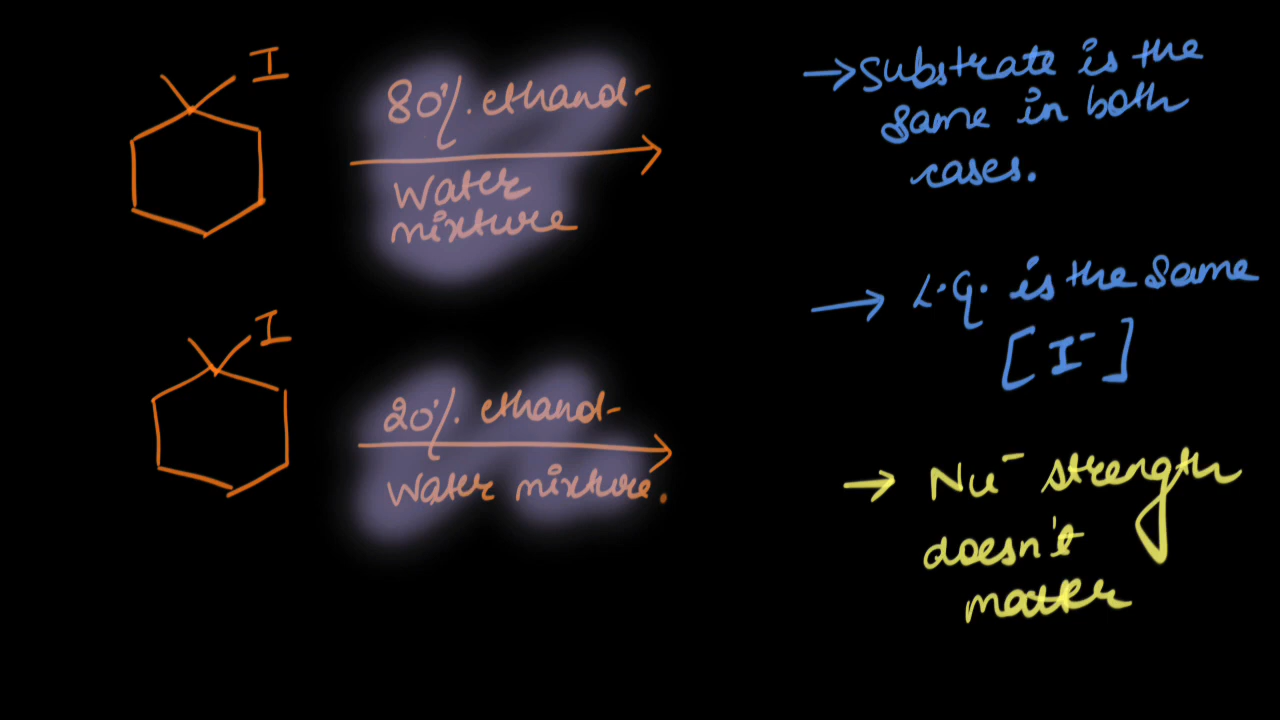 I
80% ethanol-
Water
mixture
I
20% ethanol-
Water mixture.
→ Substrate is the
same in both
cases.
→ L.G. is the same
[I⁻]
→ Nu⁻ strength
doesn't
matter